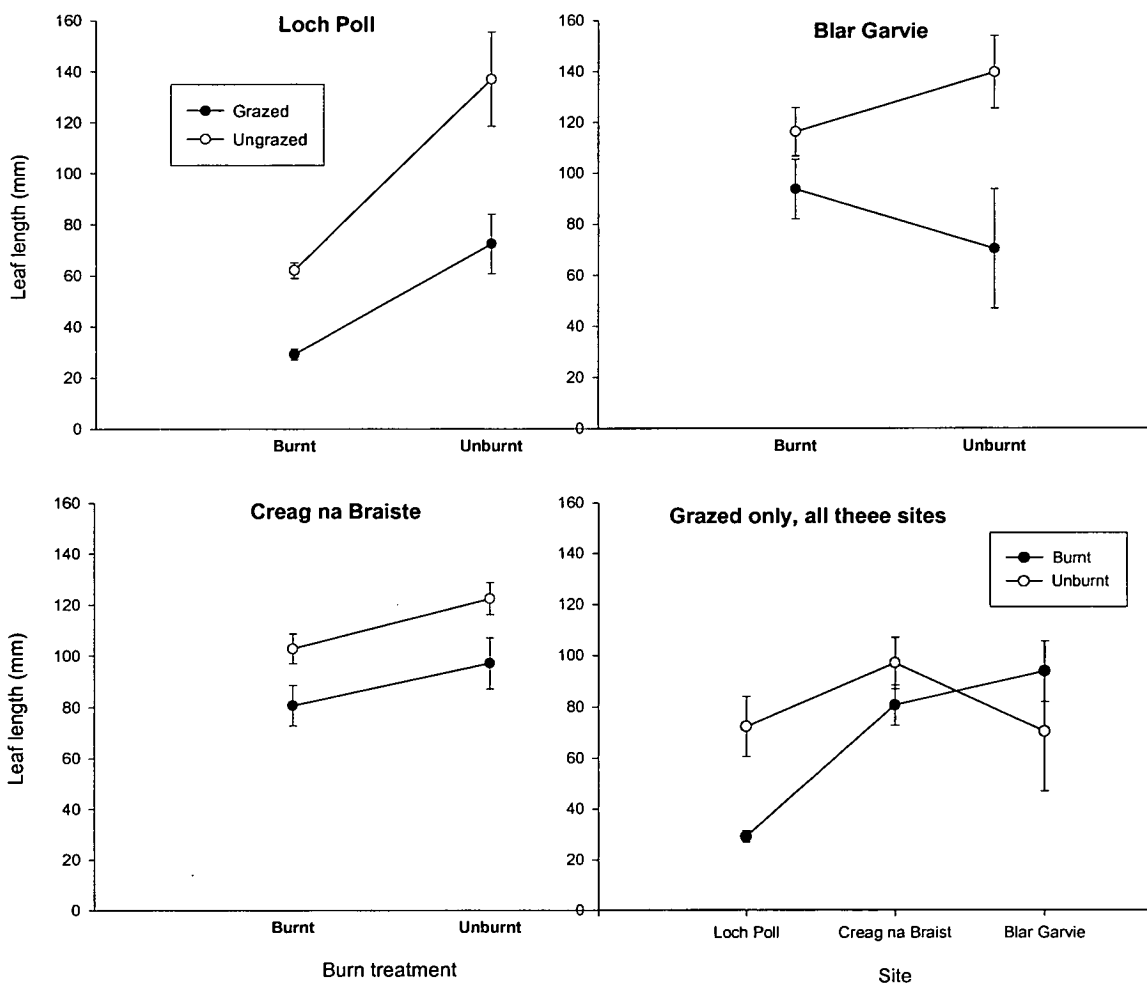 Loch Poll
Grazed
Ungrazed
Leaf length (mm)
160
140
120
100
80
60
40
20
0
Burnt
Unburnt
Blar Garvie
160
140
120
100
80
60
40
20
0
Burnt
Unburnt
Creag na Braiste
Leaf length (mm)
160
140
120
100
80
60
40
20
0
Burnt
Unburnt
Burn treatment
Grazed only, all theee sites
Burnt
Unburnt
160
140
120
100
80
60
40
20
0
Loch Poll
Creag na Braist
Blar Garvie
Site